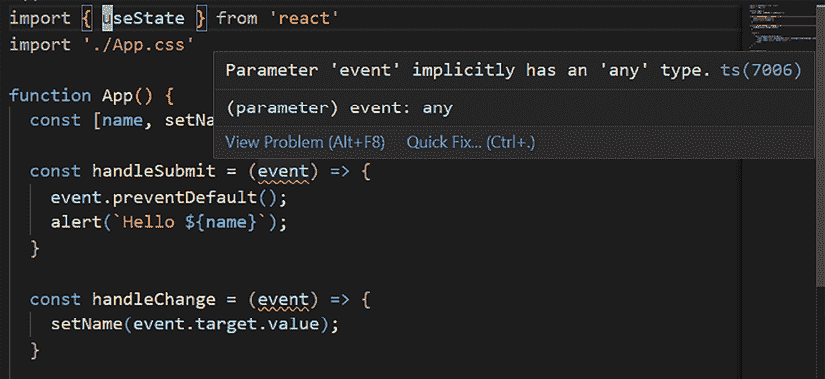 import { useState } from 'react'
import './App.css'
Parameter 'event' implicitly has an 'any' type. ts(7006)
function App() {
(parameter) event: any
const [name, setNa
View Problem (Alt+F8) Quick Fix... (Ctrl+.)
const handleSubmit = (event) => {
event.preventDefault();
alert(`Hello ${name}`);
}
const handleChange = (event) => {
setName(event.target.value);
}